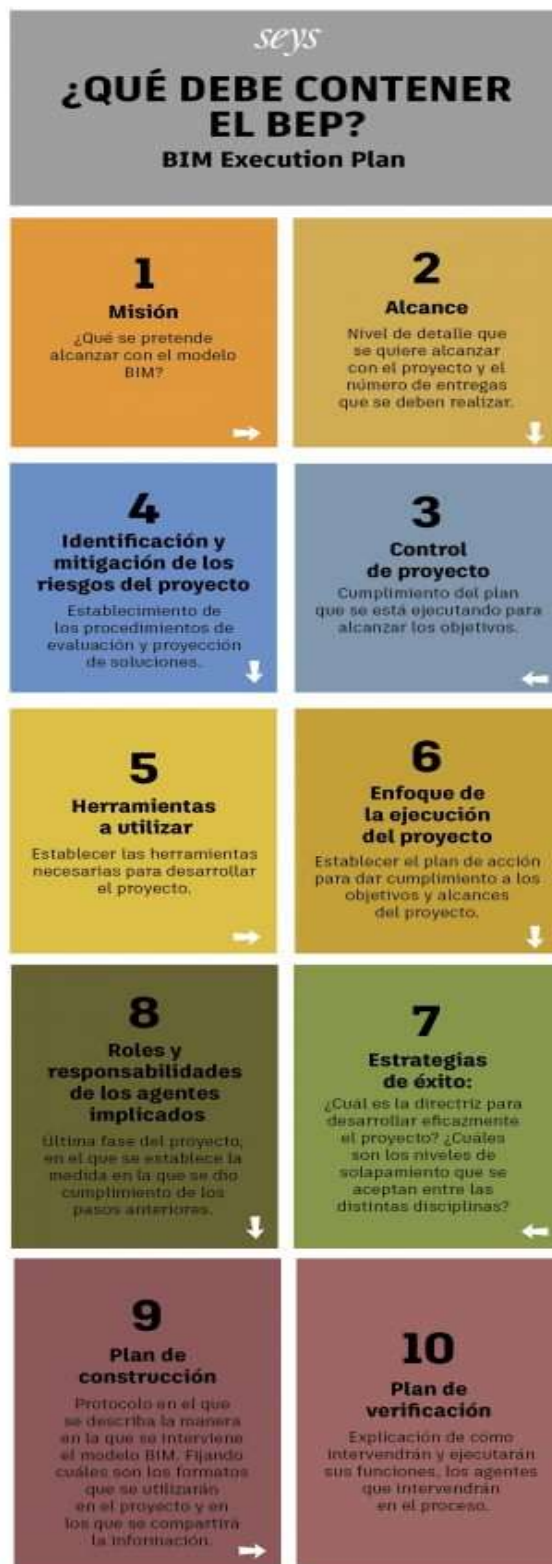 seys
¿QUÉ DEBE CONTENER
EL BEP?
BIM Execution Plan
1
Misión
¿Qué se pretende
alcanzar con el modelo
BIM?
2
Alcance
Nivel de detalle que
se quiere alcanzar
con el proyecto y el
número de entregas
que se deben realizar.
3
Control
de proyecto
Cumplimiento del plan
que se está ejecutando para
alcanzar los objetivos.
4
Identificación y
mitigación de los
riesgos del proyecto
Establecimiento de
los procedimientos de
evaluación y proyección
de soluciones.
5
Herramientas
a utilizar
Establecer las herramientas
necesarias para desarrollar
el proyecto.
6
Enfoque de
la ejecución
del proyecto
Establecer el plan de acción
para dar cumplimiento a los
objetivos y alcances
del proyecto.
7
Estrategias
de éxito:
¿Cuál es la directriz para
desarrollar eficazmente
el proyecto? ¿Cuáles
son los niveles de
solapamiento que se
aceptan entre las
distintas disciplinas?
8
Roles y
responsabilidades
de los agentes
implicados
Última fase del proyecto,
en el que se establece la
medida en la que se dio
cumplimiento de los
pasos anteriores.
9
Plan de
construcción
Protocolo en el que
se describa la manera
en la que se interviene
el modelo BIM. Fijando
cuáles son los formatos
que se utilizarán
en el proyecto y en
los que se compartirá
la información.
10
Plan de
verificación
Explicación de cómo
intervendrán y ejecutarán
sus funciones, los agentes
que intervendrán
en el proceso.